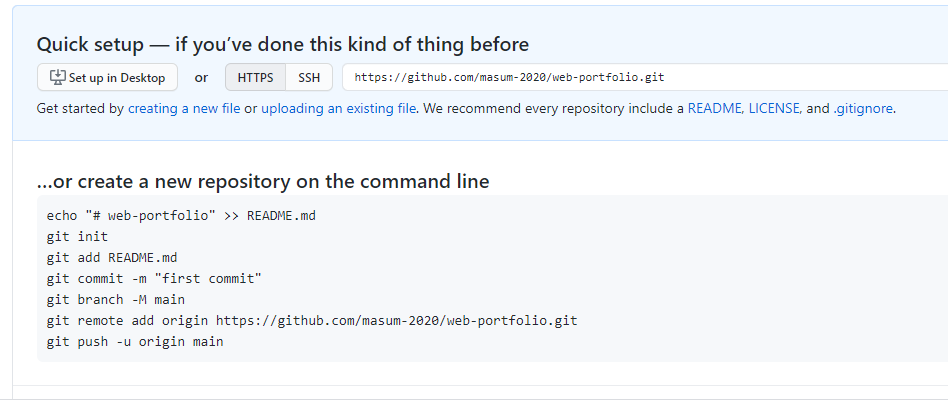 Quick setup — if you’ve done this kind of thing before
Set up in Desktop or HTTPS SSH https://github.com/masum-2020/web-portfolio.git
Get started by creating a new file or uploading an existing file. We recommend every repository include a README, LICENSE, and .gitignore.
…or create a new repository on the command line
echo "# web-portfolio" >> README.md
git init
git add README.md
git commit -m "first commit"
git branch -M main
git remote add origin https://github.com/masum-2020/web-portfolio.git
git push -u origin main